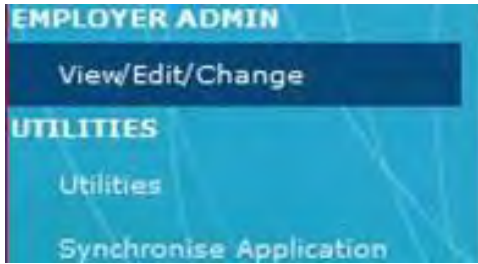 EMPLOYER ADMIN
View/Edit/Change
UTILITIES
Utilities
Synchronise Application